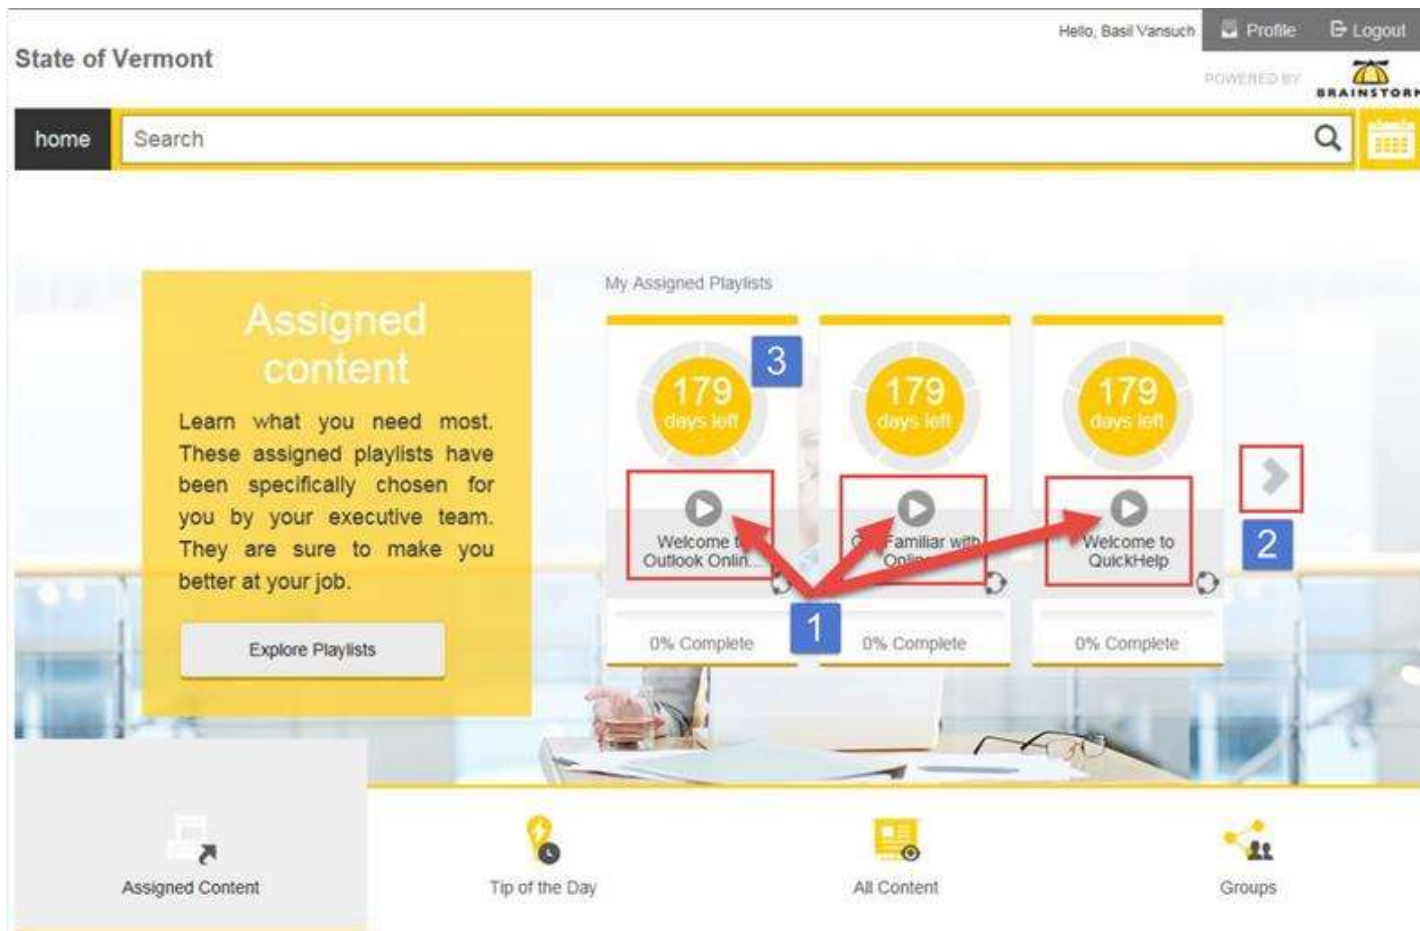 Hello, Basil Vansuch
Profile
Logout
State of Vermont
POWERED BY
BRAINSTORM
home
Search
My Assigned Playlists
Assigned
content
Learn what you need most.
These assigned playlists have
been specifically chosen for
you by your executive team.
They are sure to make you
better at your job.
Explore Playlists
179
days left
3
179
days left
179
days left
Welcome to
Outlook Onlin...
Familiar with
Welcome to
QuickHelp
2
1
0% Complete
0% Complete
0% Complete
Assigned Content
Tip of the Day
All Content
Groups